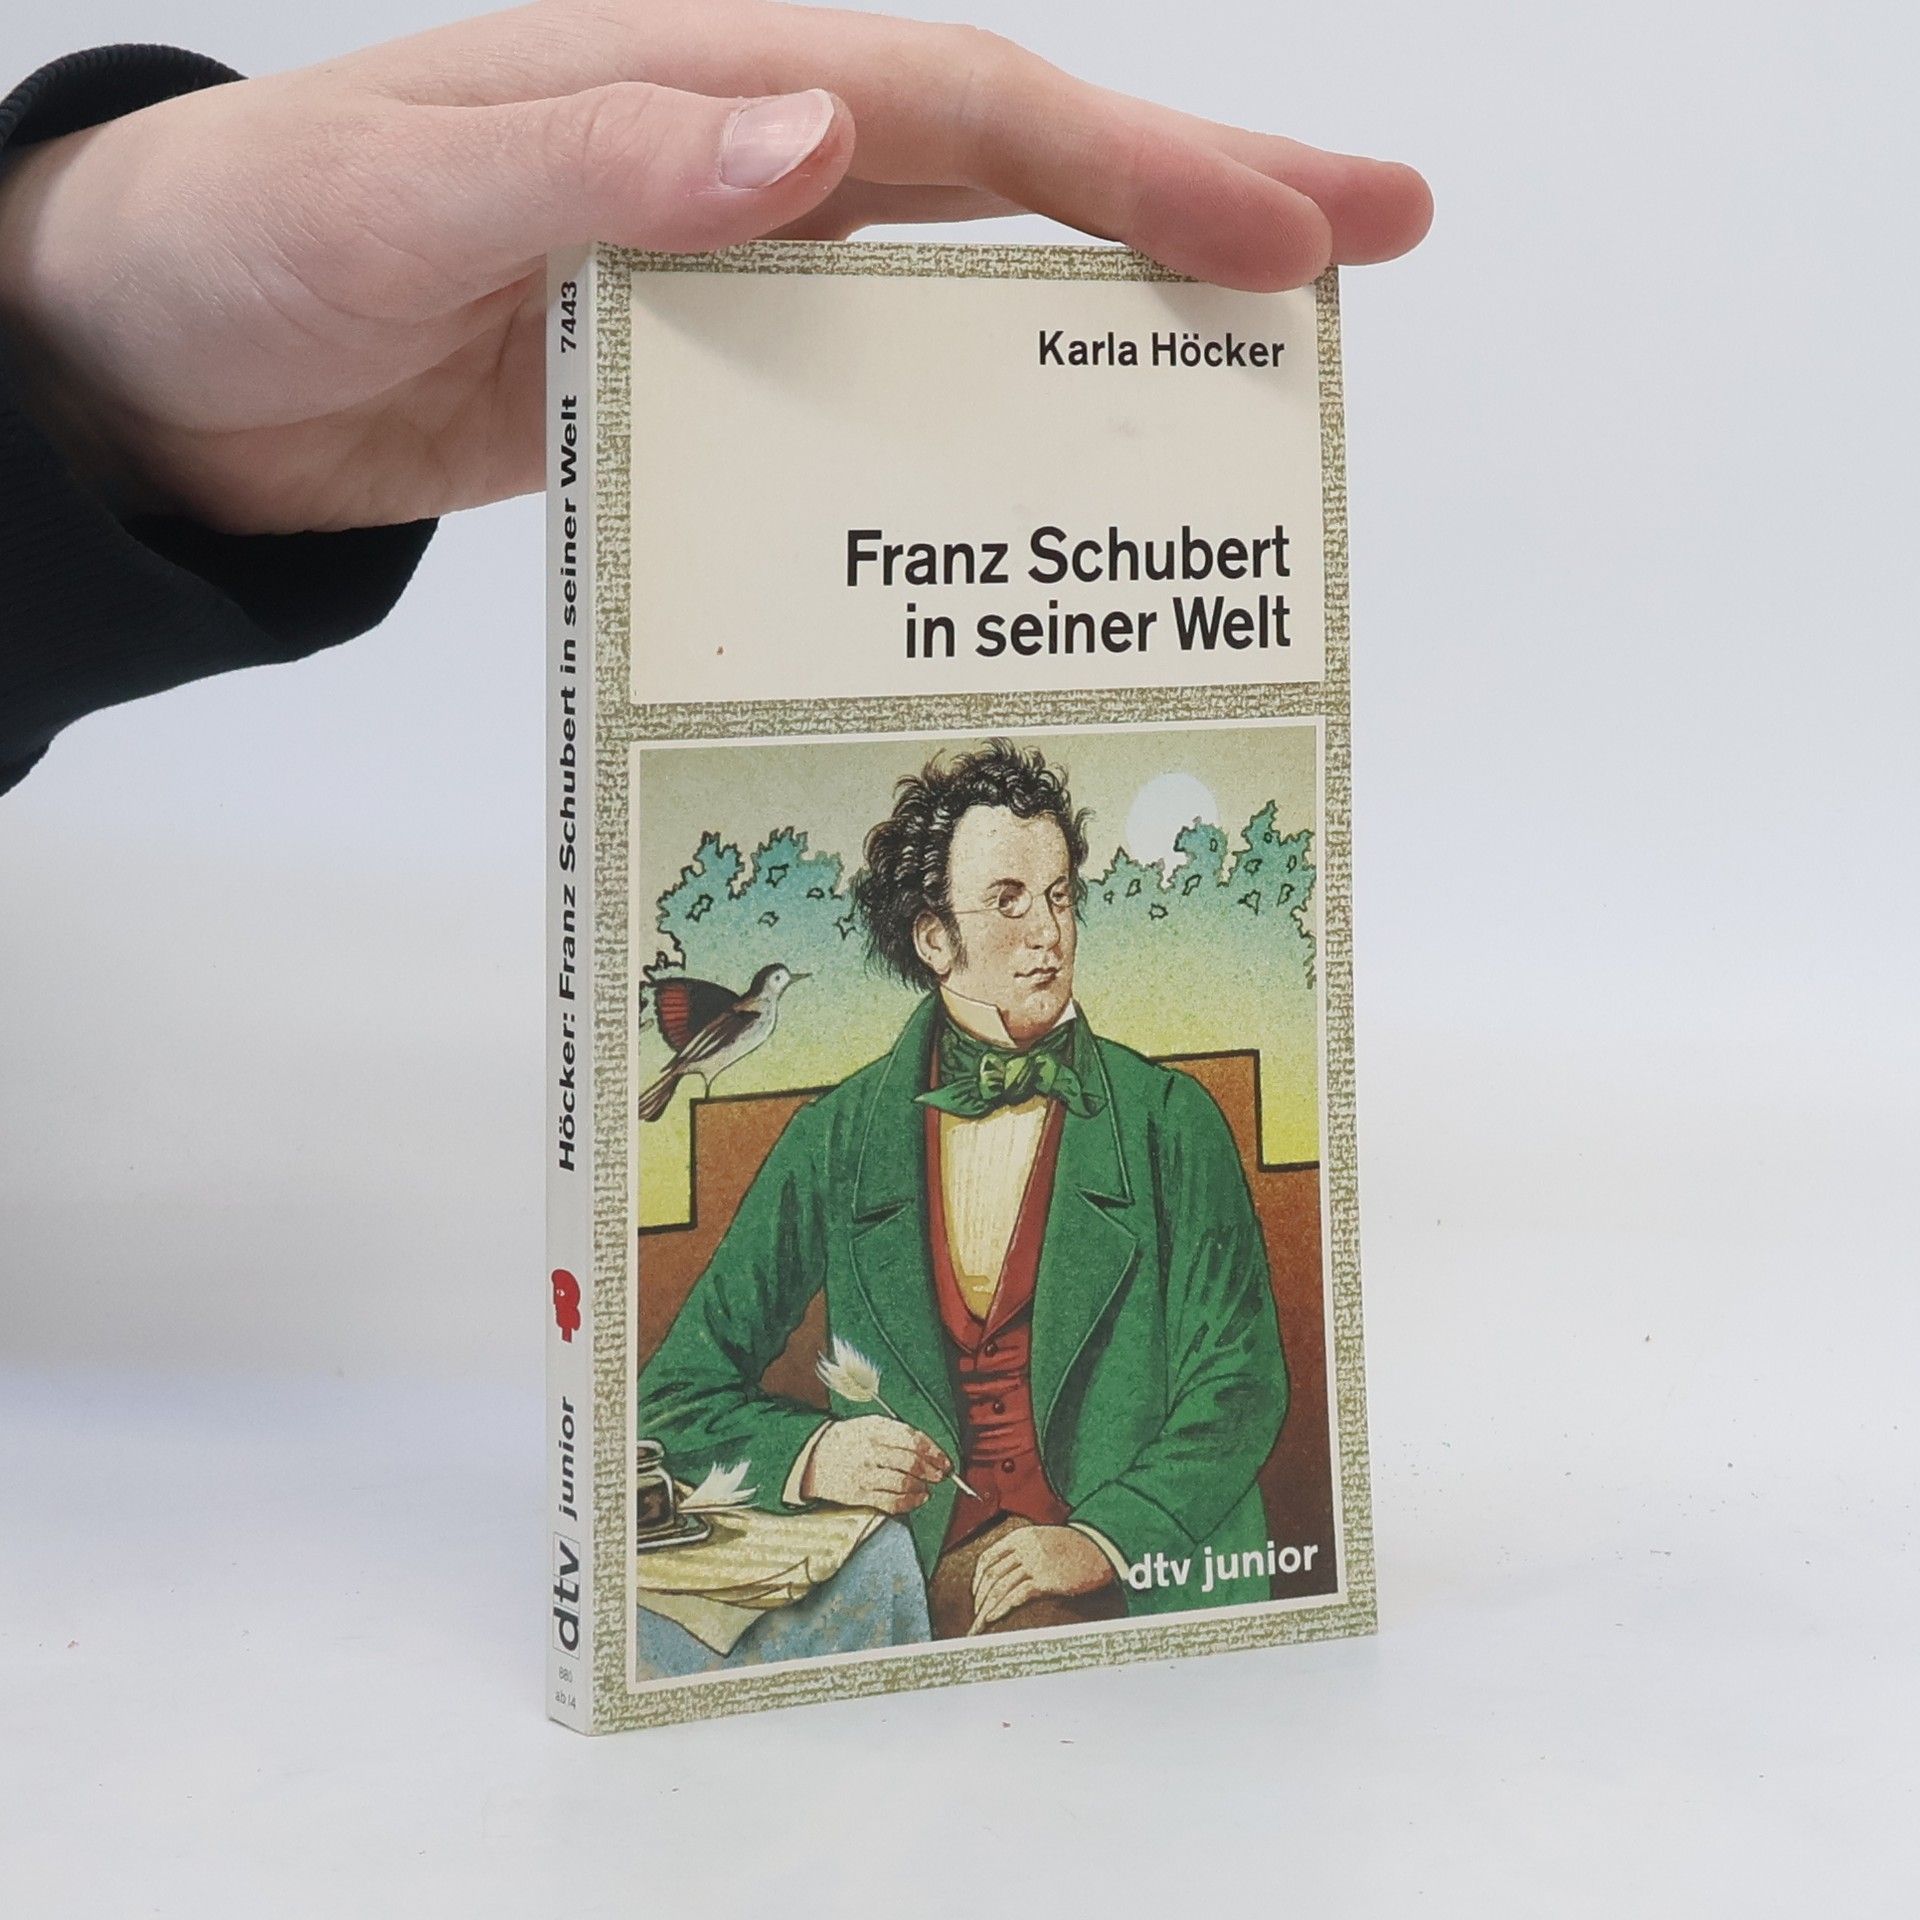 Karla Höcker
Franz Schubert
in seiner Welt
dtv junior
Höcker: Franz Schubert in seiner Welt 7443
dtv junior
880
ab 14